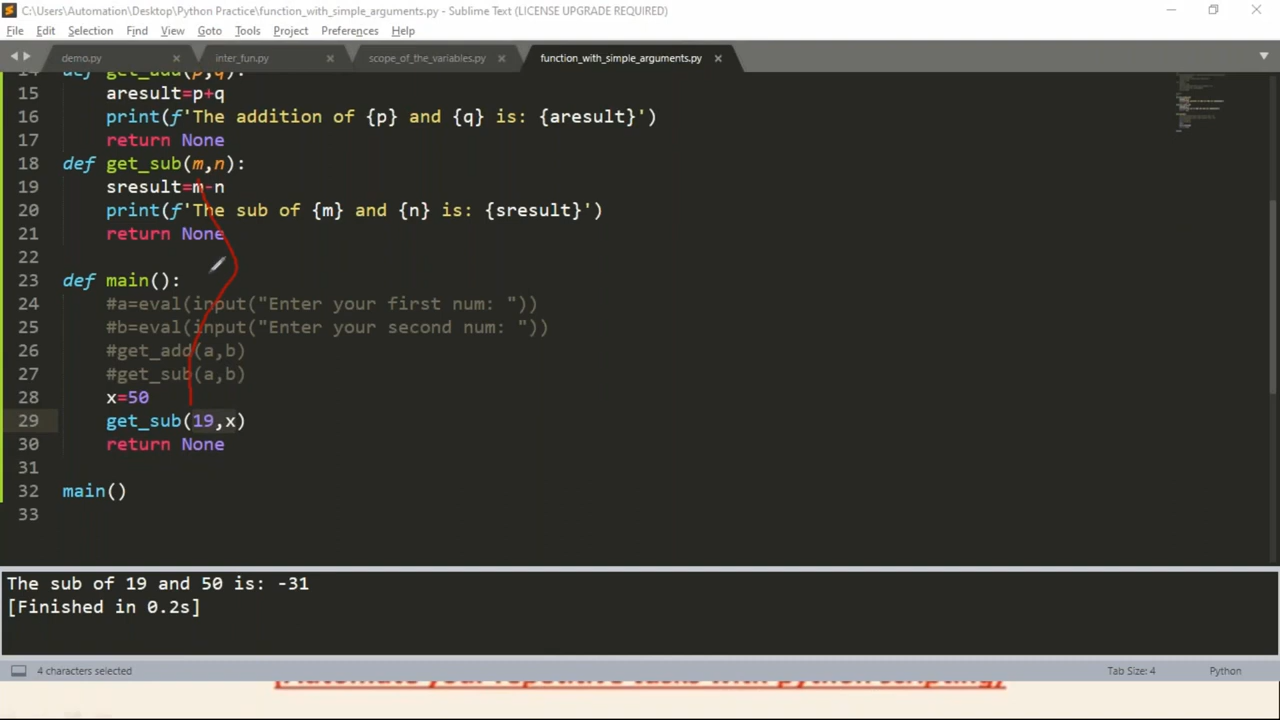 C:\Users\Automation\Desktop\Python Practice\function_with_simple_arguments.py - Sublime Text (LICENSE UPGRADE REQUIRED)
File Edit Selection Find View Goto Tools Project Preferences Help
demo.py × inter_fun.py × scope_of_the_variables.py × function_with_simple_arguments.py ×
14 def get_add(p,q):
15 aresult=p+q
16 print(f'The addition of {p} and {q} is: {aresult}')
17 return None
18 def get_sub(m,n):
19 sresult=m-n
20 print(f'The sub of {m} and {n} is: {sresult}')
21 return None
22
23 def main():
24 #a=eval(input("Enter your first num: "))
25 #b=eval(input("Enter your second num: "))
26 #get_add(a,b)
27 #get_sub(a,b)
28 x=50
29 get_sub(19,x)
30 return None
31
32 main()
33
The sub of 19 and 50 is: -31
[Finished in 0.2s]
4 characters selected Tab Size: 4 Python